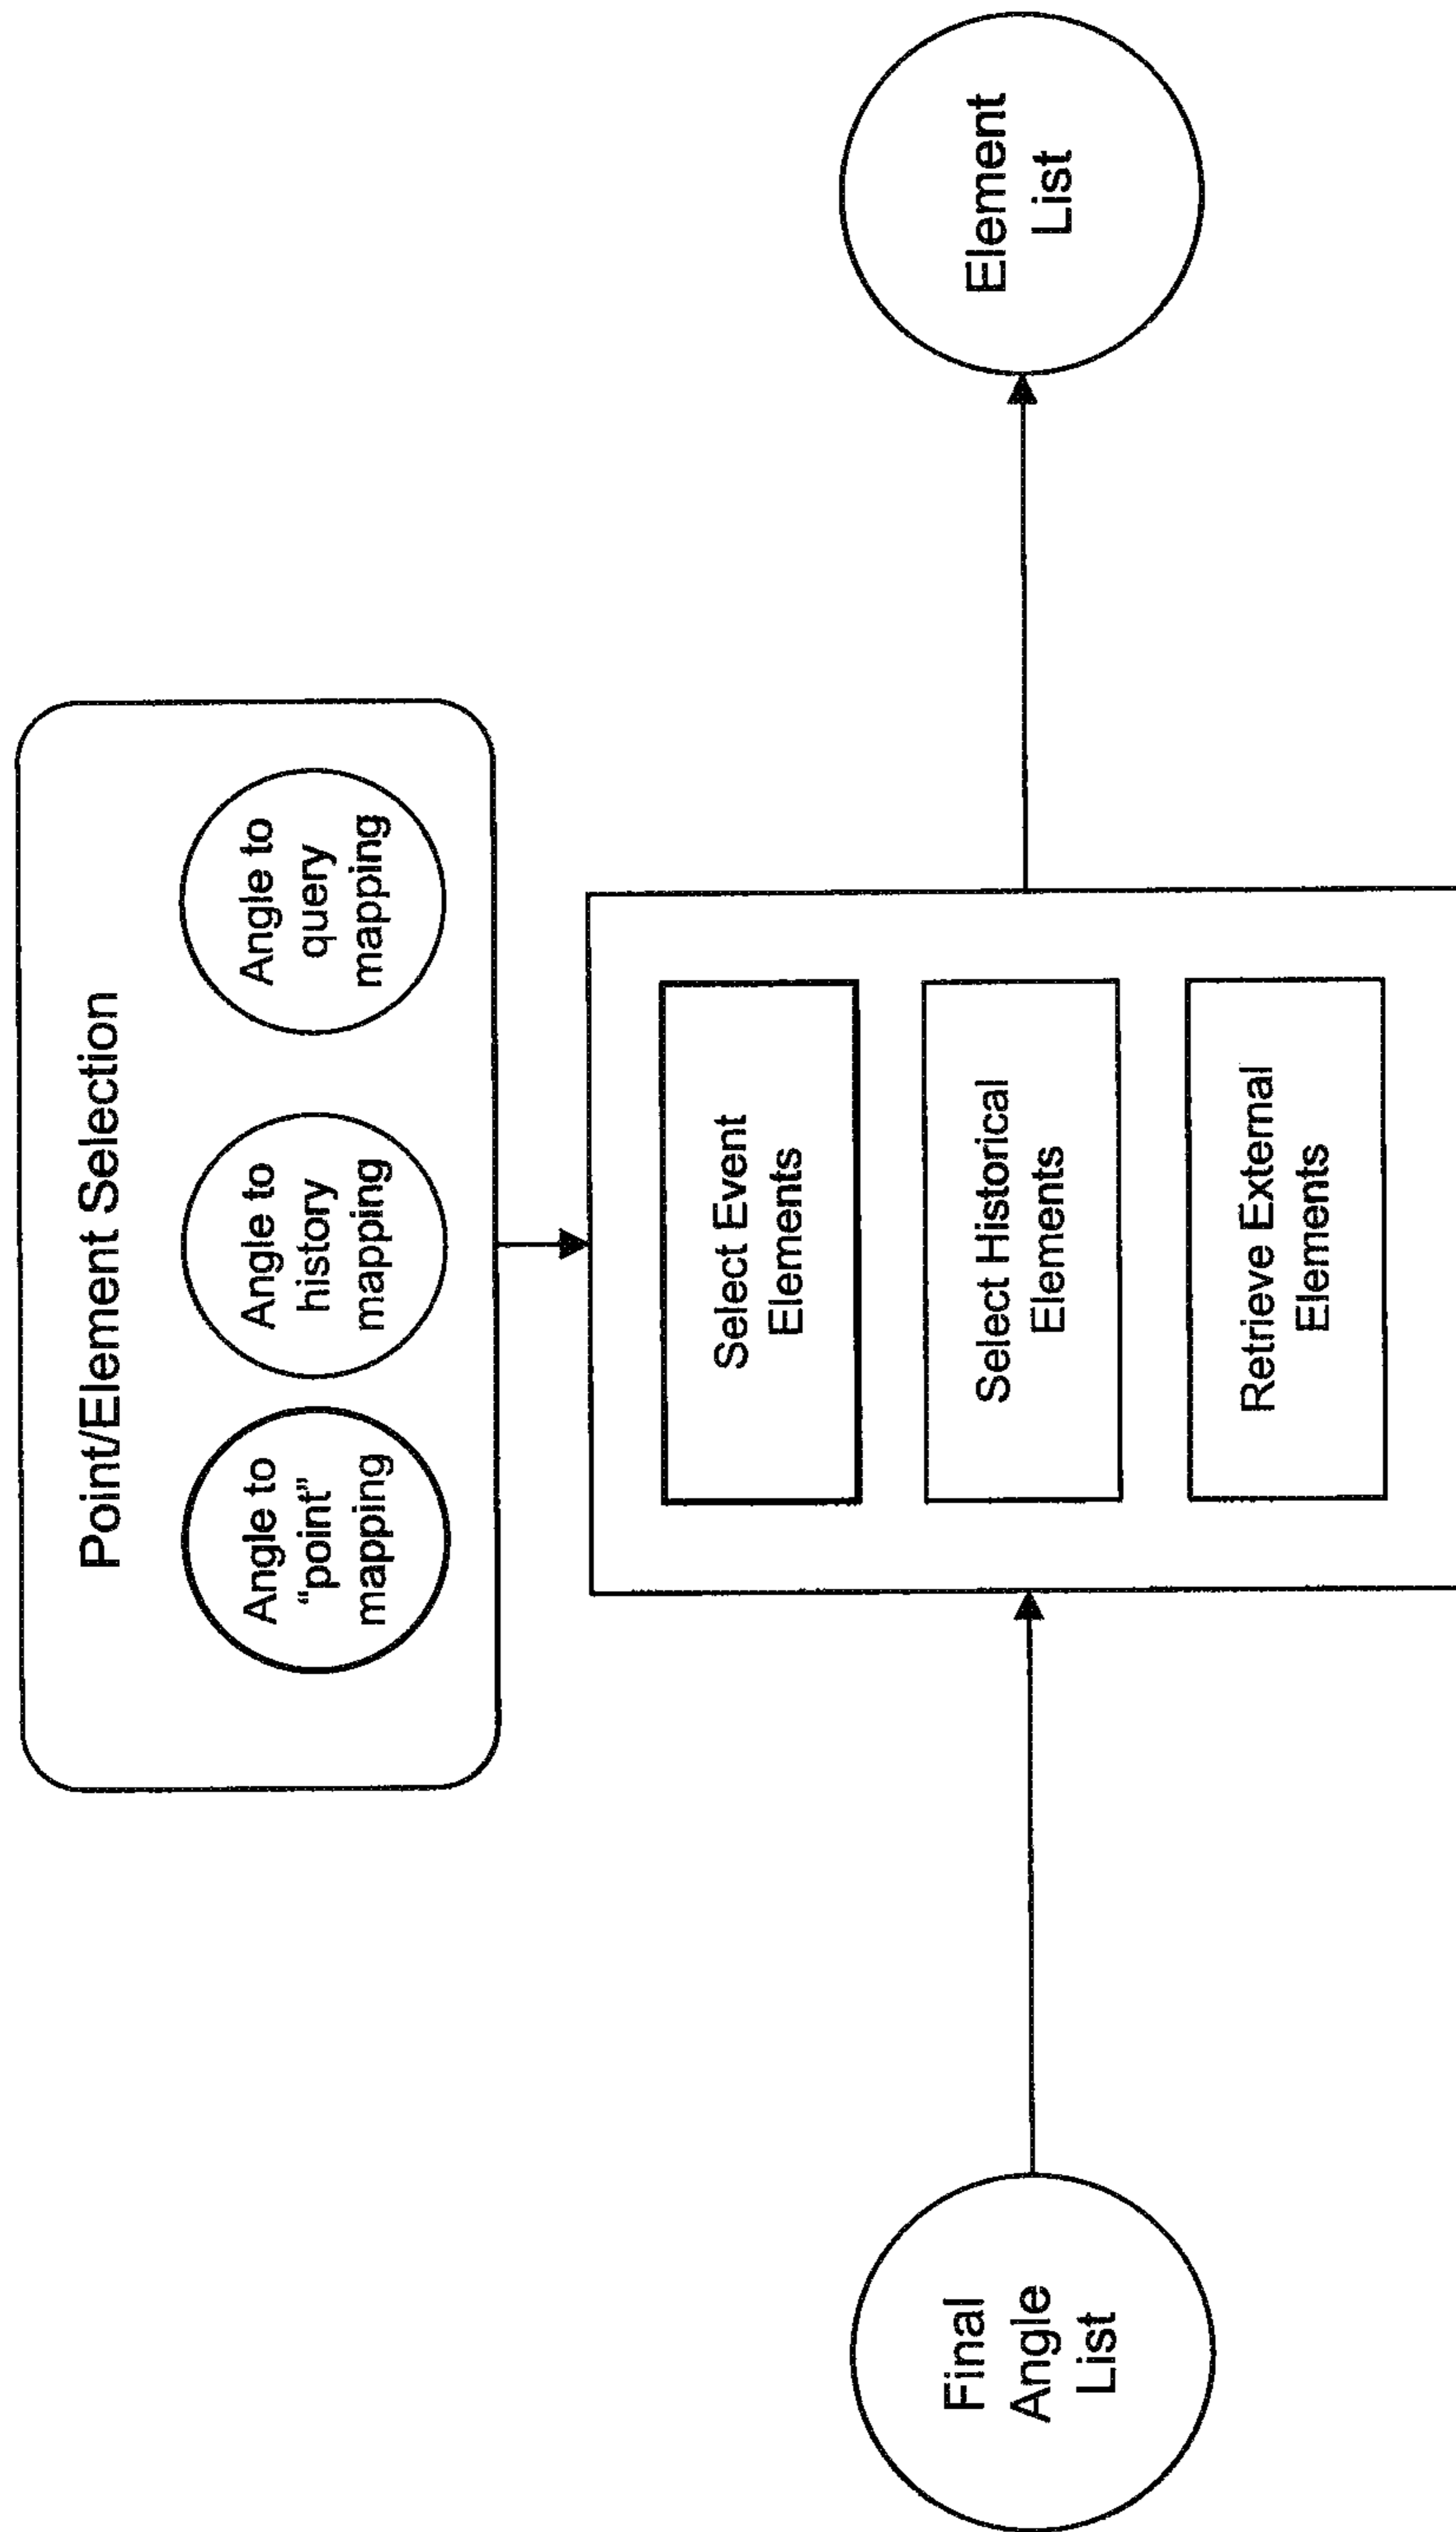 Point/Element Selection
Angle to
"point"
mapping
Angle to
history
mapping
Angle to
query
mapping
Final
Angle
List
Select Event
Elements
Select Historical
Elements
Retrieve External
Elements
Element
List